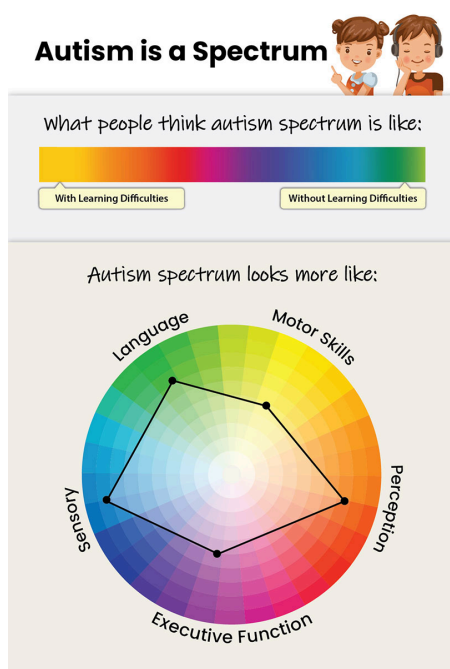 Autism is a Spectrum
What people think autism spectrum is like:
With Learning Difficulties
Without Learning Difficulties
Autism spectrum looks more like:
Language
Motor Skills
Sensory
Perception
Executive Function